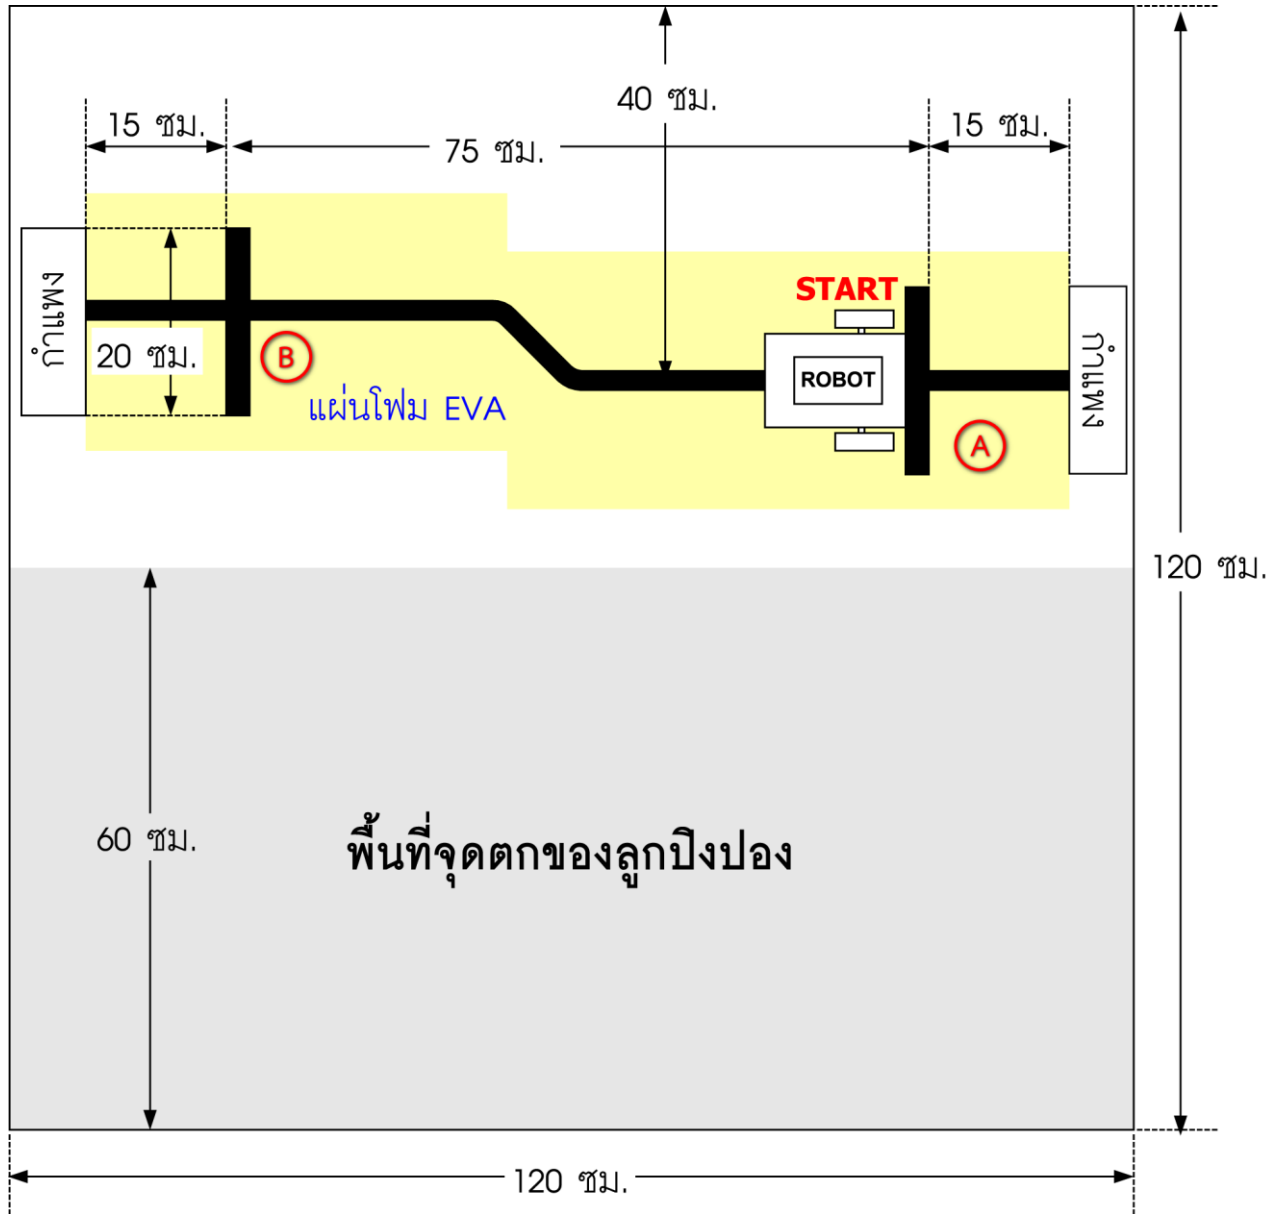 40 ซม.
15 ซม.
75 ซม.
15 ซม.
START
กำแพง
20 ซม.
B
ROBOT
กำแพง
แผ่นโฟม EVA
A
120 ซม.
60 ซม.
พื้นที่จุดตกของลูกปิงปอง
120 ซม.